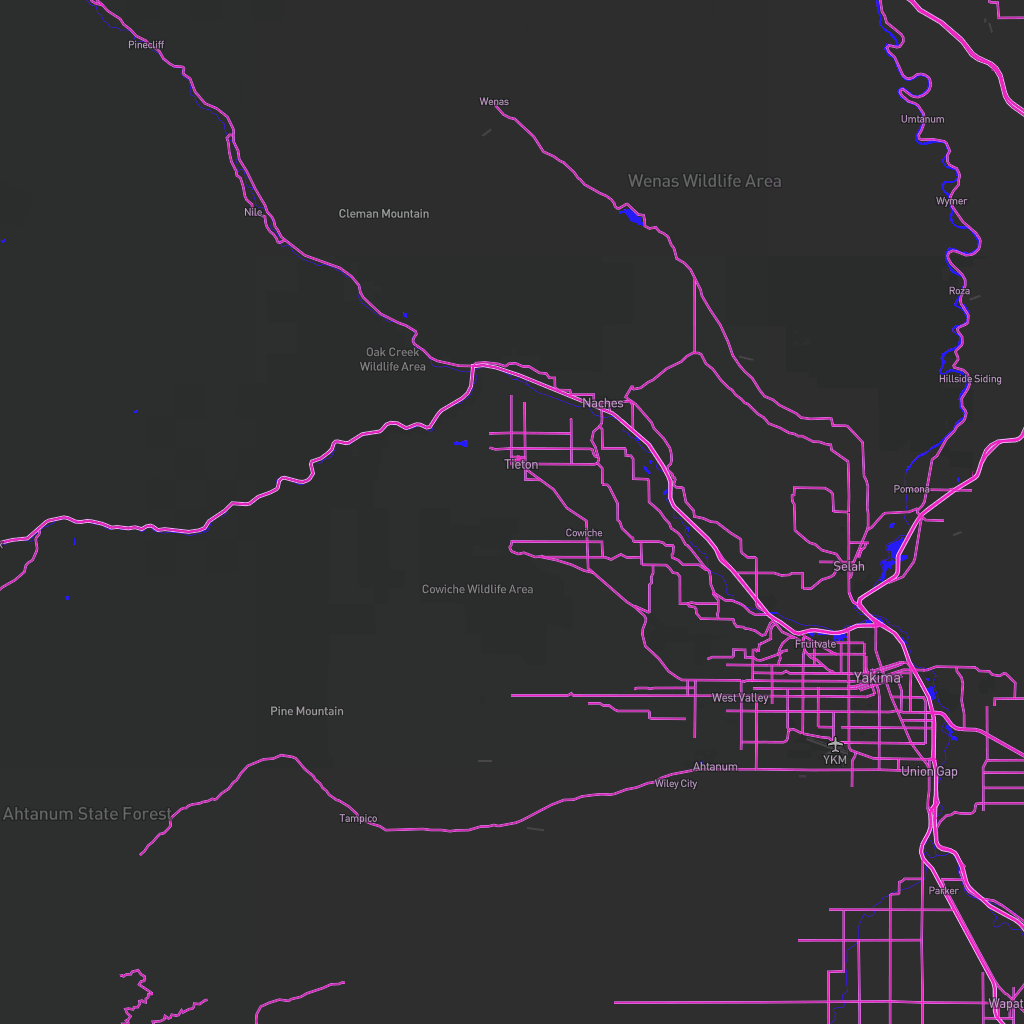 Pinecliff
Wenas
Umtanum
Wenas Wildlife Area
Wymer
Nile
Cleman Mountain
Roza
Oak Creek
Wildlife Area
Hillside Siding
Naches
Tieton
Pomona
Cowiche
Selah
Cowiche Wildlife Area
Fruitvale
Yakima
West Valley
Pine Mountain
YKM
Ahtanum
Union Gap
Wiley City
Ahtanum State Forest
Tampico
Parker
Wapat